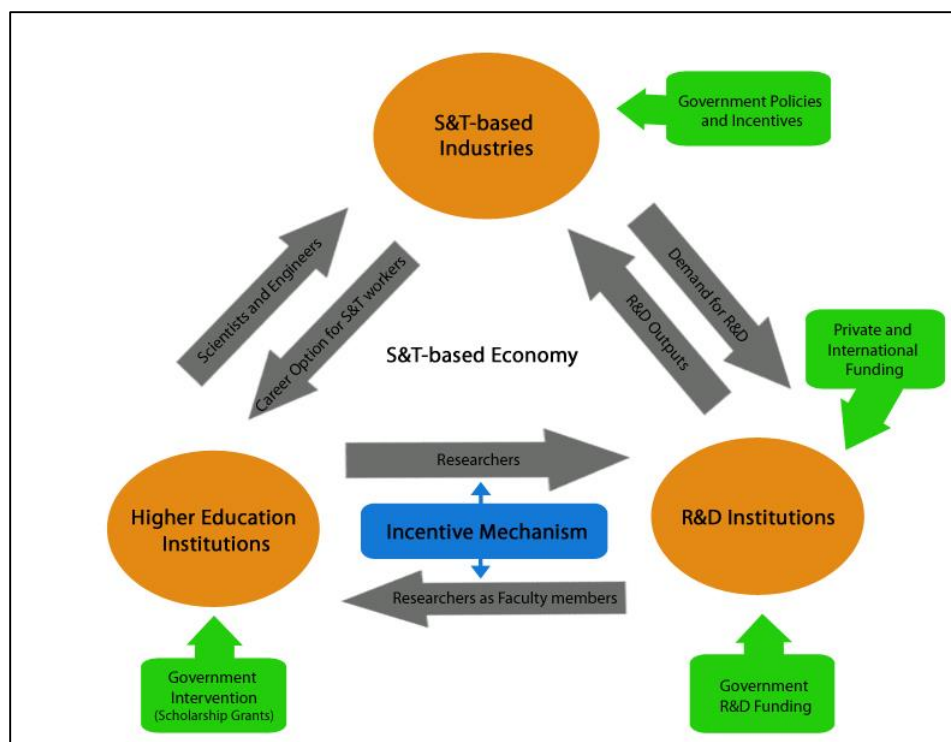 S&T-based
Industries
Government Policies
and Incentives
Scientists and Engineers
Career Option for S&T workers
Demand for R&D
R&D Outputs
S&T-based Economy
Private and
International
Funding
Researchers
Higher Education
Institutions
Incentive Mechanism
R&D Institutions
Researchers as Faculty members
Government
Intervention
(Scholarship Grants)
Government
R&D Funding